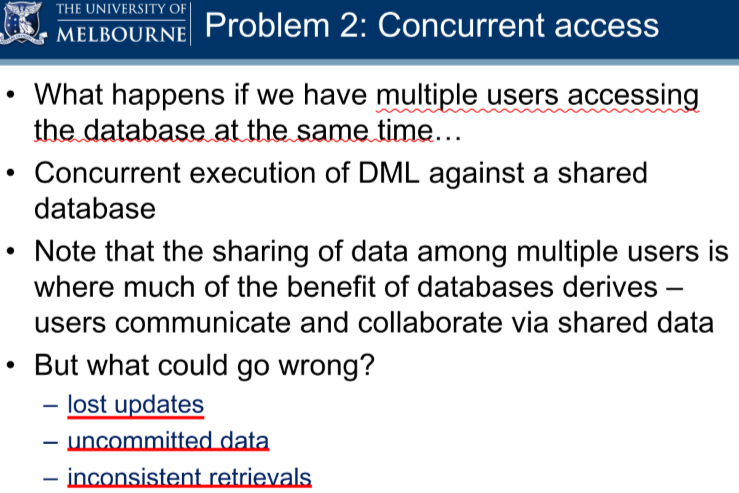 THE UNIVERSITY OF
MELBOURNE
Problem 2: Concurrent access
• What happens if we have multiple users accessing
the database at the same time…
• Concurrent execution of DML against a shared
database
• Note that the sharing of data among multiple users is
where much of the benefit of databases derives –
users communicate and collaborate via shared data
• But what could go wrong?
– lost updates
– uncommitted data
– inconsistent retrievals